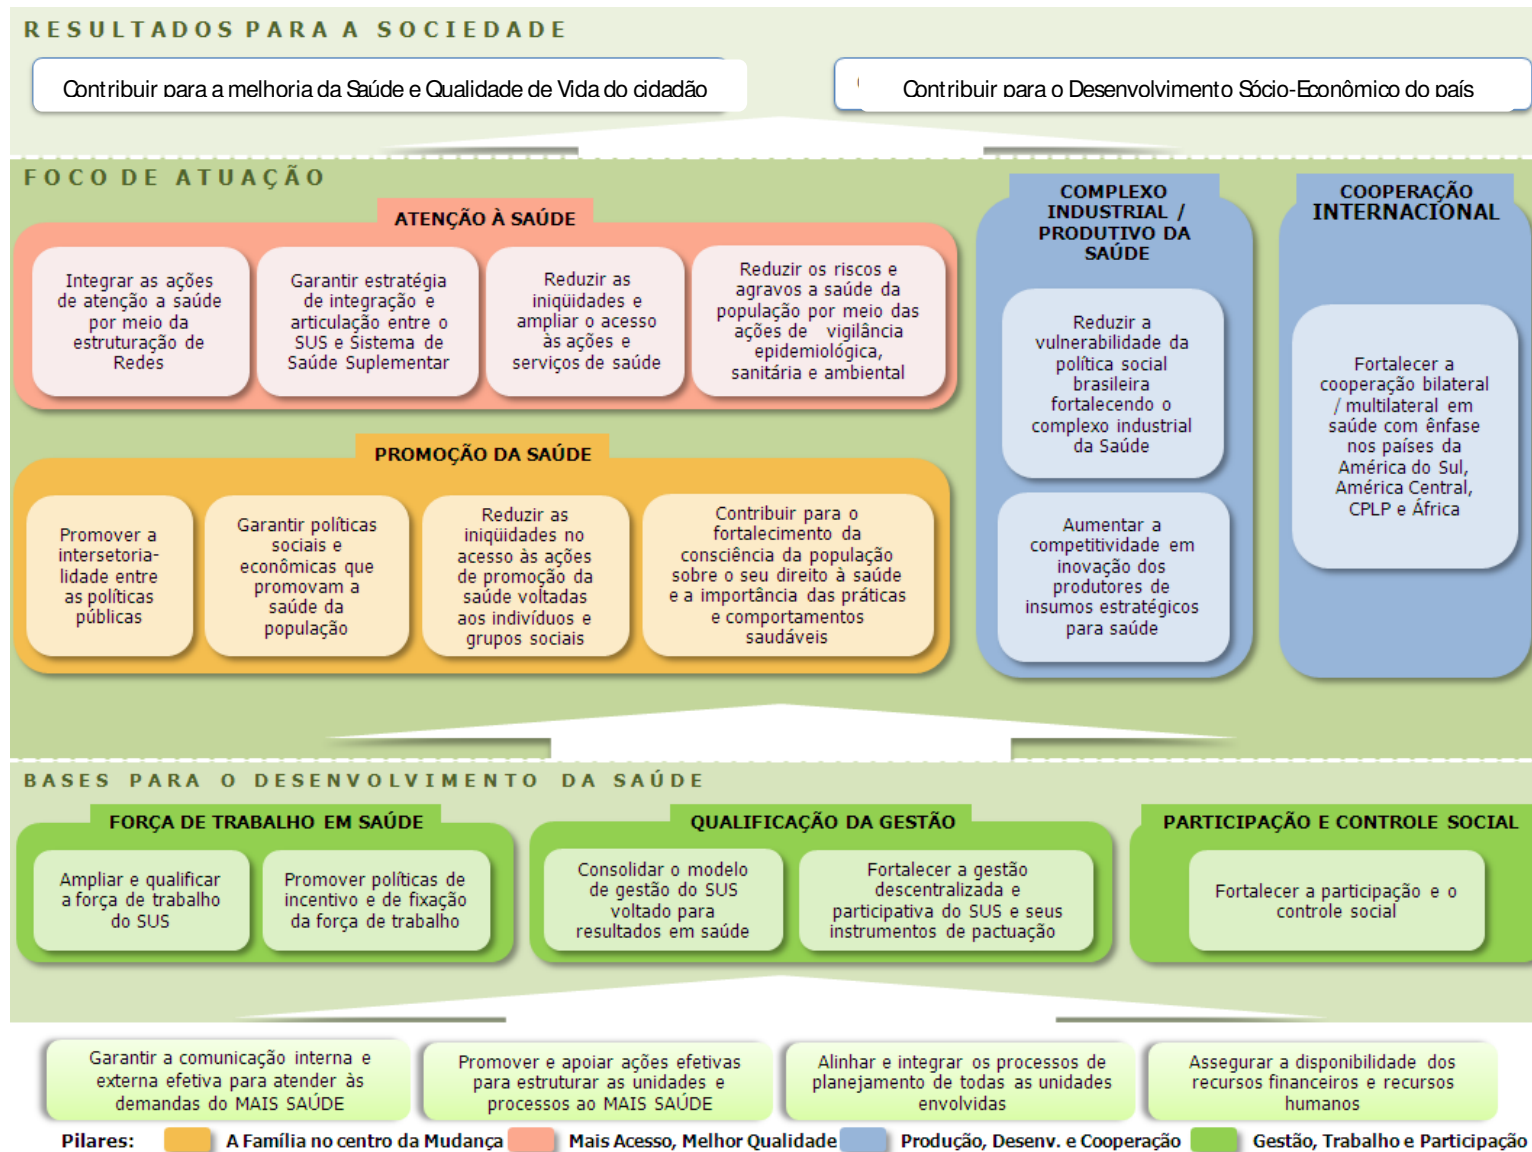 RESULTADOS PARA A SOCIEDADE
Contribuir para a melhoria da Saúde e Qualidade de Vida do cidadão
Contribuir para o Desenvolvimento Sócio-Econômico do país
FOCO DE ATUAÇÃO
ATENÇÃO À SAÚDE
Integrar as ações
de atenção a saúde
por meio da
estruturação de
Redes
Garantir estratégia
de integração e
articulação entre o
SUS e Sistema de
Saúde Suplementar
Reduzir as
iniqüidades e
ampliar o acesso
às ações e
serviços de saúde
Reduzir os riscos e
agravos a saúde da
população por meio das
ações de vigilância
epidemiológica,
sanitária e ambiental
PROMOÇÃO DA SAÚDE
Promover a
intersetoria-
lidade entre
as políticas
públicas
Garantir políticas
sociais e
econômicas que
promovam a
saúde da
população
Reduzir as
iniqüidades no
acesso às ações
de promoção da
saúde voltadas
aos indivíduos e
grupos sociais
Contribuir para o
fortalecimento da
consciência da população
sobre o seu direito à saúde
e a importância das práticas
e comportamentos
saudáveis
COMPLEXO
INDUSTRIAL /
PRODUTIVO DA
SAÚDE
Reduzir a
vulnerabilidade da
política social
brasileira
fortalecendo o
complexo industrial
da Saúde
Aumentar a
competitividade em
inovação dos
produtores de
insumos estratégicos
para saúde
COOPERAÇÃO
INTERNACIONAL
Fortalecer a
cooperação bilateral
/ multilateral em
saúde com ênfase
nos países da
América do Sul,
América Central,
CPLP e África
BASES PARA O DESENVOLVIMENTO DA SAÚDE
FORÇA DE TRABALHO EM SAÚDE
Ampliar e qualificar
a força de trabalho
do SUS
Promover políticas de
incentivo e de fixação
da força de trabalho
QUALIFICAÇÃO DA GESTÃO
Consolidar o modelo
de gestão do SUS
voltado para
resultados em saúde
Fortalecer a gestão
descentralizada e
participativa do SUS e seus
instrumentos de pactuação
PARTICIPAÇÃO E CONTROLE SOCIAL
Fortalecer a participação e o
controle social
Garantir a comunicação interna e
externa efetiva para atender às
demandas do MAIS SAÚDE
Promover e apoiar ações efetivas
para estruturar as unidades e
processos ao MAIS SAÚDE
Alinhar e integrar os processos de
planejamento de todas as unidades
envolvidas
Assegurar a disponibilidade dos
recursos financeiros e recursos
humanos
Pilares: A Família no centro da Mudança Mais Acesso, Melhor Qualidade Produção, Desenv. e Cooperação Gestão, Trabalho e Participação